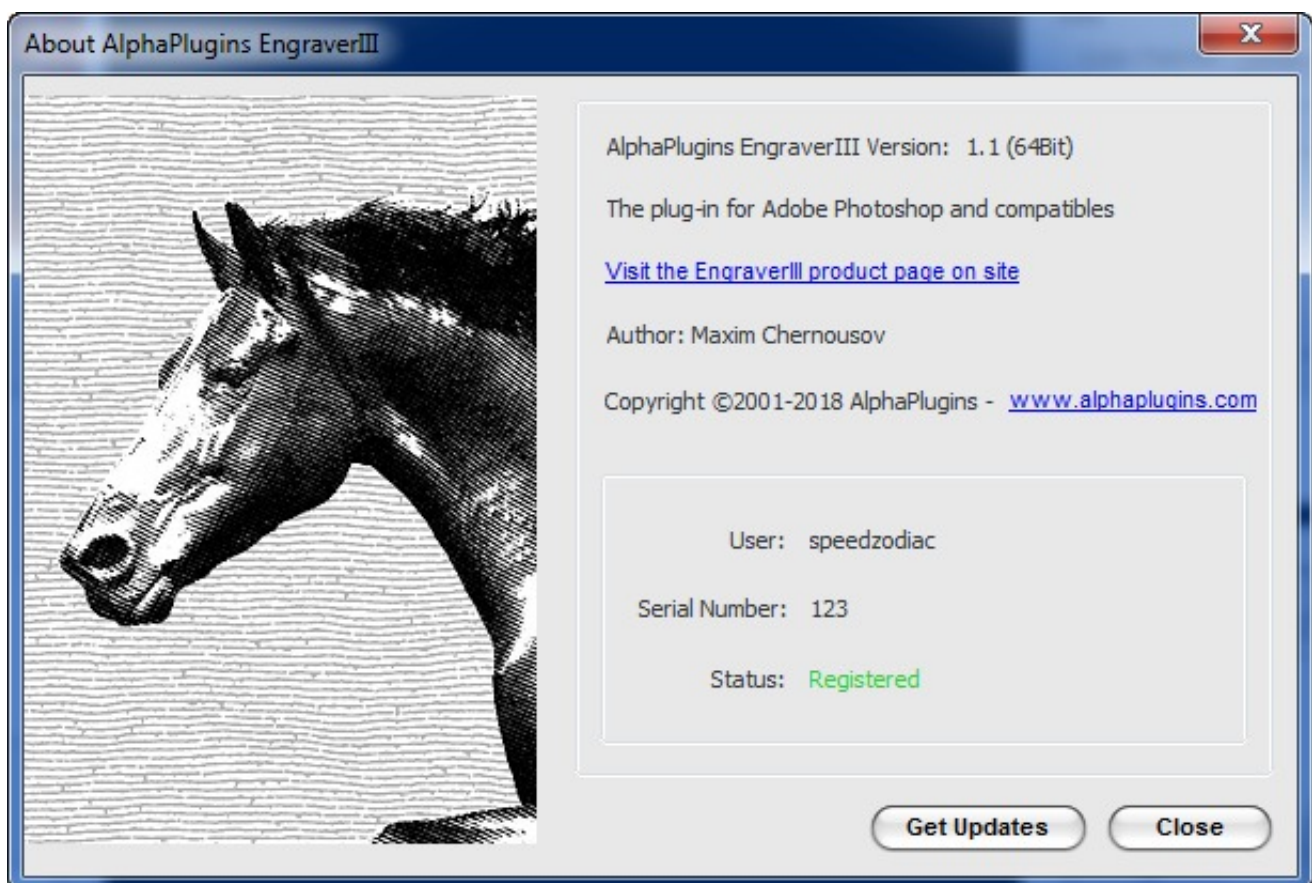 About AlphaPlugins EngraverIII
X
AlphaPlugins EngraverIII Version: 1.1 (64Bit)
The plug-in for Adobe Photoshop and compatibles
Visit the EngraverIII product page on site
Author: Maxim Chernousov
Copyright ©2001-2018 AlphaPlugins - www.alphaplugins.com
User: speedzodiac
Serial Number: 123
Status: Registered
Get Updates Close